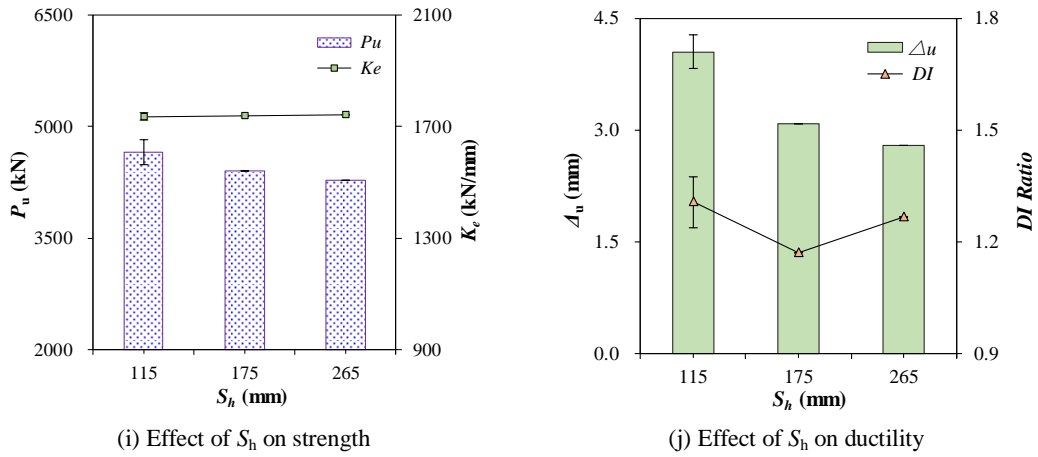 6500
5000
3500
2000
Pu (kN)
Pu
Ke
2100
1700
1300
900
Ke (kN/mm)
115 175 265
Sh (mm)
(i) Effect of Sh on strength
4.5
3.0
1.5
0.0
Δu (mm)
Δu
DI
1.8
1.5
1.2
0.9
DI Ratio
115 175 265
Sh (mm)
(j) Effect of Sh on ductility